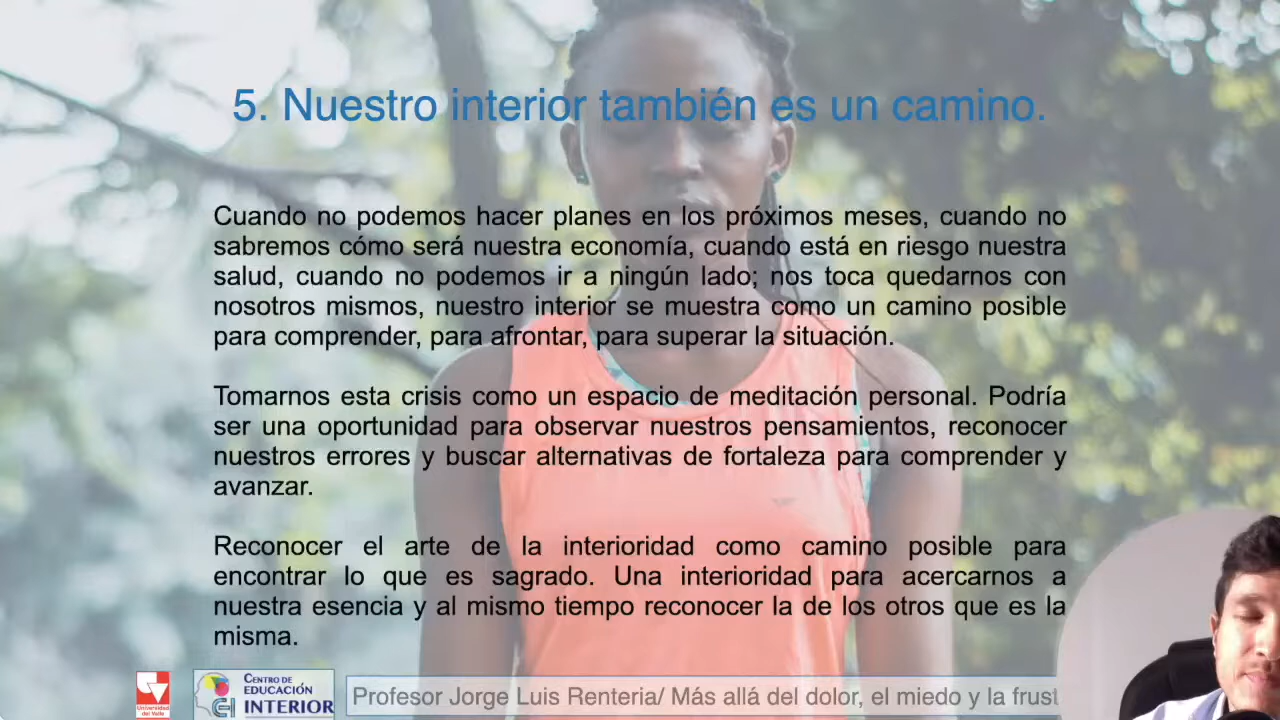 5. Nuestro interior también es un camino.
Cuando no podemos hacer planes en los próximos meses, cuando no
sabremos cómo será nuestra economía, cuando está en riesgo nuestra
salud, cuando no podemos ir a ningún lado; nos toca quedarnos con
nosotros mismos, nuestro interior se muestra como un camino posible
para comprender, para afrontar, para superar la situación.
Tomarnos esta crisis como un espacio de meditación personal. Podría
ser una oportunidad para observar nuestros pensamientos, reconocer
nuestros errores y buscar alternativas de fortaleza para comprender y
avanzar.
Reconocer el arte de la interioridad como camino posible para
encontrar lo que es sagrado. Una interioridad para acercarnos a
nuestra esencia y al mismo tiempo reconocer la de los otros que es la
misma.
Universidad
del Valle
CENTRO DE
EDUCACIÓN
INTERIOR
CEI
Profesor Jorge Luis Renteria/ Más allá del dolor, el miedo y la frust